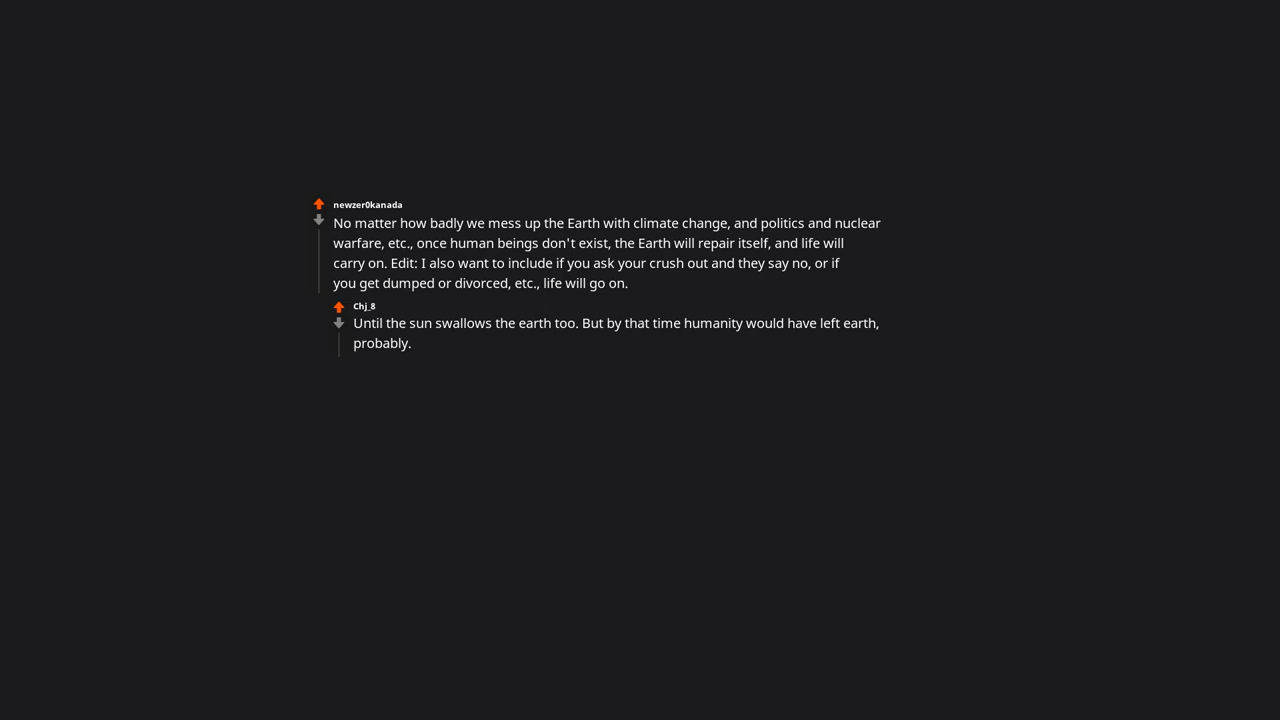 newzer0kanada
No matter how badly we mess up the Earth with climate change, and politics and nuclear
warfare, etc., once human beings don't exist, the Earth will repair itself, and life will
carry on. Edit: I also want to include if you ask your crush out and they say no, or if
you get dumped or divorced, etc., life will go on.
Chj_8
Until the sun swallows the earth too. But by that time humanity would have left earth,
probably.